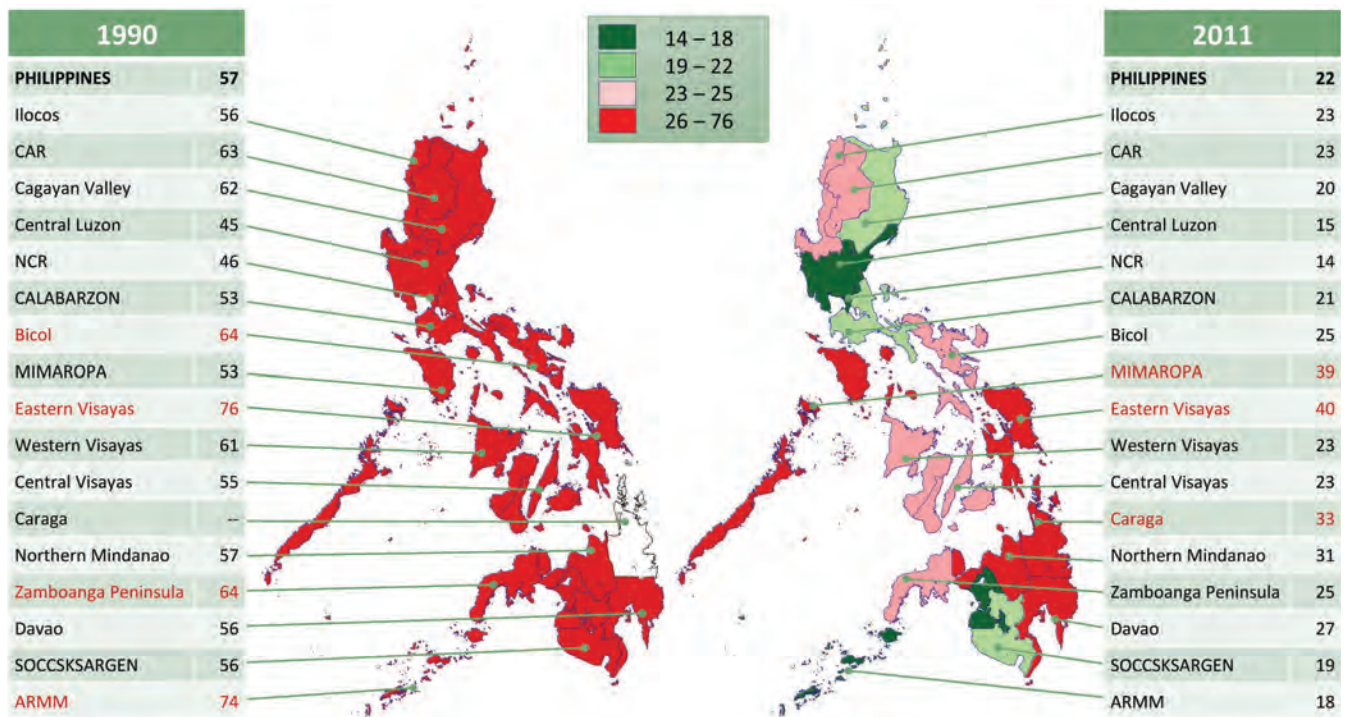 1990
PHILIPPINES 57
Ilocos 56
CAR 63
Cagayan Valley 62
Central Luzon 45
NCR 46
CALABARZON 53
Bicol 64
MIMAROPA 53
Eastern Visayas 76
Western Visayas 61
Central Visayas 55
Caraga --
Northern Mindanao 57
Zamboanga Peninsula 64
Davao 56
SOCCSKSARGEN 56
ARMM 74
14 – 18
19 – 22
23 – 25
26 – 76
2011
PHILIPPINES 22
Ilocos 23
CAR 23
Cagayan Valley 20
Central Luzon 15
NCR 14
CALABARZON 21
Bicol 25
MIMAROPA 39
Eastern Visayas 40
Western Visayas 23
Central Visayas 23
Caraga 33
Northern Mindanao 31
Zamboanga Peninsula 25
Davao 27
SOCCSKSARGEN 19
ARMM 18